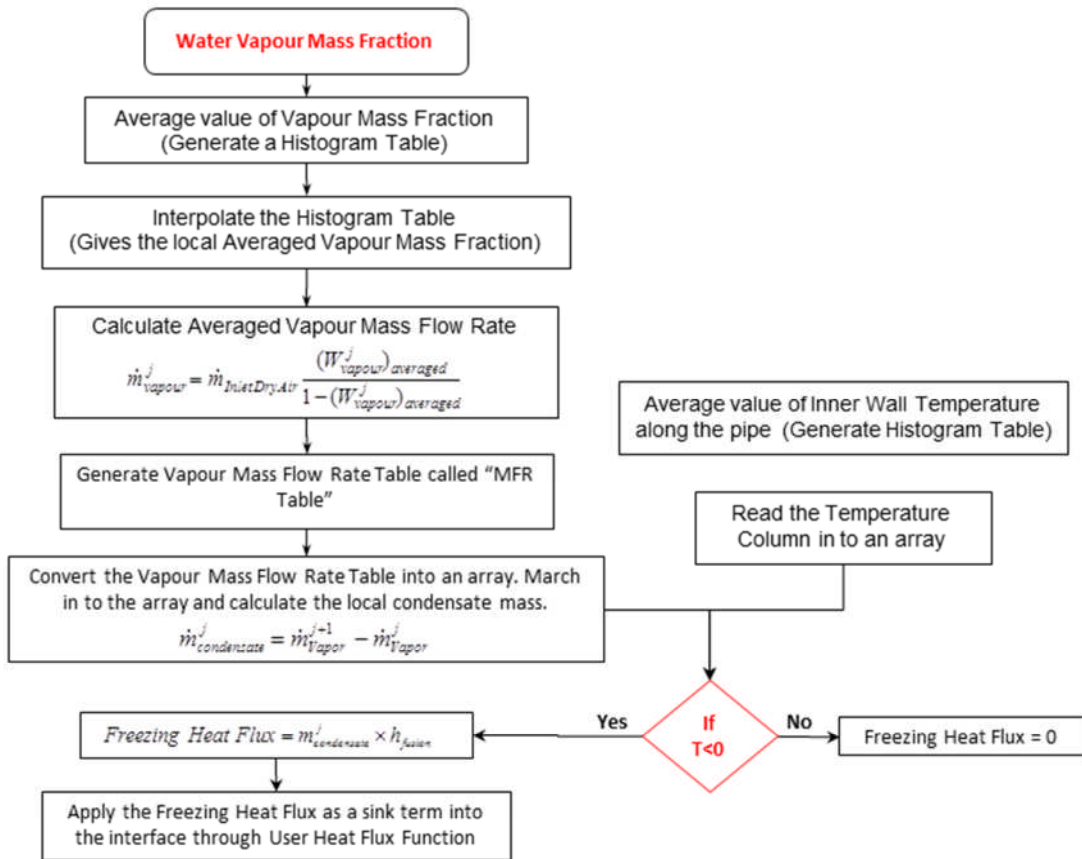 Water Vapour Mass Fraction
Average value of Vapour Mass Fraction
(Generate a Histogram Table)
Interpolate the Histogram Table
(Gives the local Averaged Vapour Mass Fraction)
Calculate Averaged Vapour Mass Flow Rate
ṁ^j_vapour = ṁ_InletDryAir (W^j_vapour)_averaged / 1−(W^j_vapour)_averaged
Generate Vapour Mass Flow Rate Table called “MFR
Table”
Convert the Vapour Mass Flow Rate Table into an array. March
in to the array and calculate the local condensate mass.
ṁ^j_condensate = ṁ^{j+1}_Vapor − ṁ^j_Vapor
Average value of Inner Wall Temperature
along the pipe (Generate Histogram Table)
Read the Temperature
Column in to an array
If
T<0
Yes
No
Freezing Heat Flux = m^j_condensate × h_fusion
Freezing Heat Flux = 0
Apply the Freezing Heat Flux as a sink term into
the interface through User Heat Flux Function